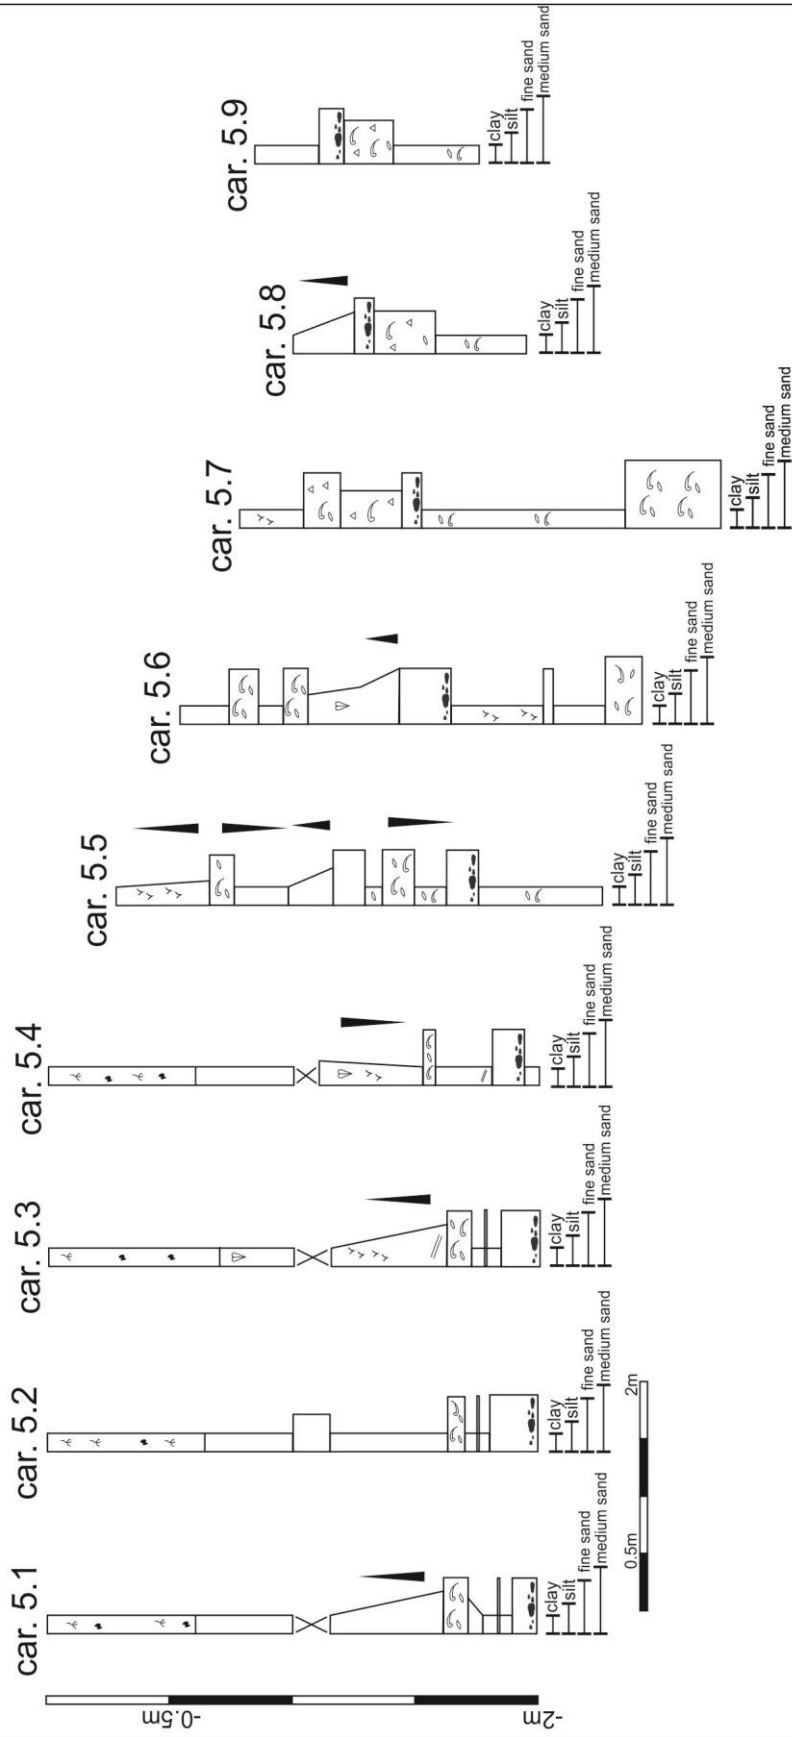 car. 5.1
clay
silt
fine sand
medium sand
car. 5.2
clay
silt
fine sand
medium sand
car. 5.3
clay
silt
fine sand
medium sand
car. 5.4
clay
silt
fine sand
medium sand
car. 5.5
clay
silt
fine sand
medium sand
car. 5.6
clay
silt
fine sand
medium sand
car. 5.7
clay
silt
fine sand
medium sand
car. 5.8
clay
silt
fine sand
medium sand
car. 5.9
clay
silt
fine sand
medium sand
-0.5m
-2m
0.5m
2m